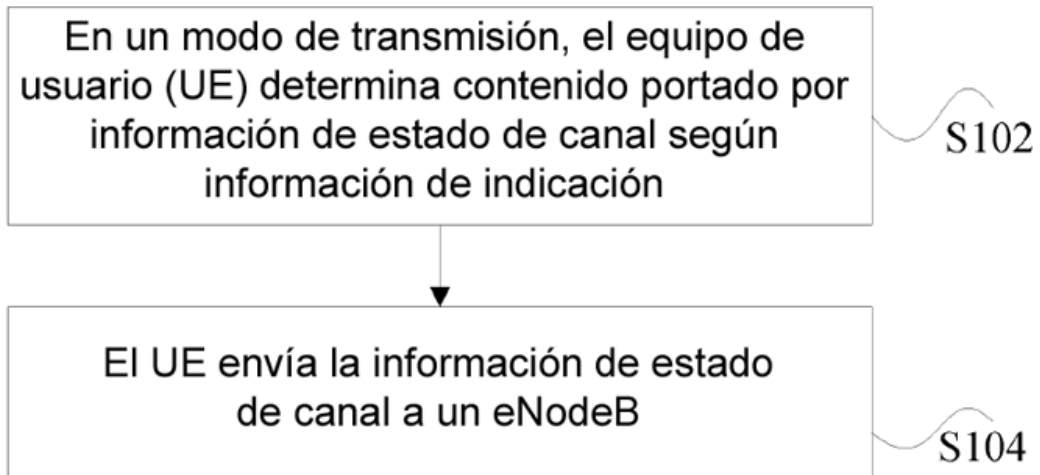 En un modo de transmisión, el equipo de
usuario (UE) determina contenido portado por
información de estado de canal según
información de indicación
S102
El UE envía la información de estado
de canal a un eNodeB
S104